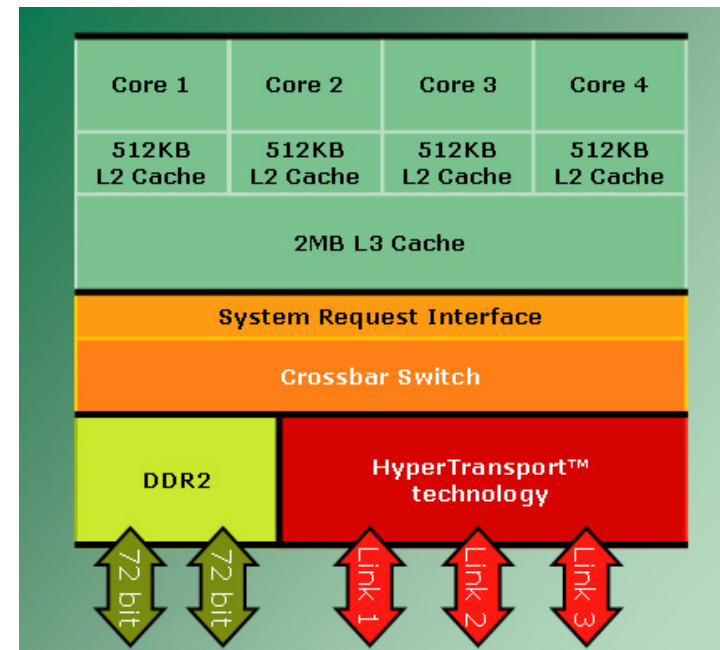 Core 1
Core 2
Core 3
Core 4
512KB
L2 Cache
512KB
L2 Cache
512KB
L2 Cache
512KB
L2 Cache
2MB L3 Cache
System Request Interface
Crossbar Switch
DDR2
HyperTransport™
technology
72 bit
72 bit
Link 1
Link 2
Link 3